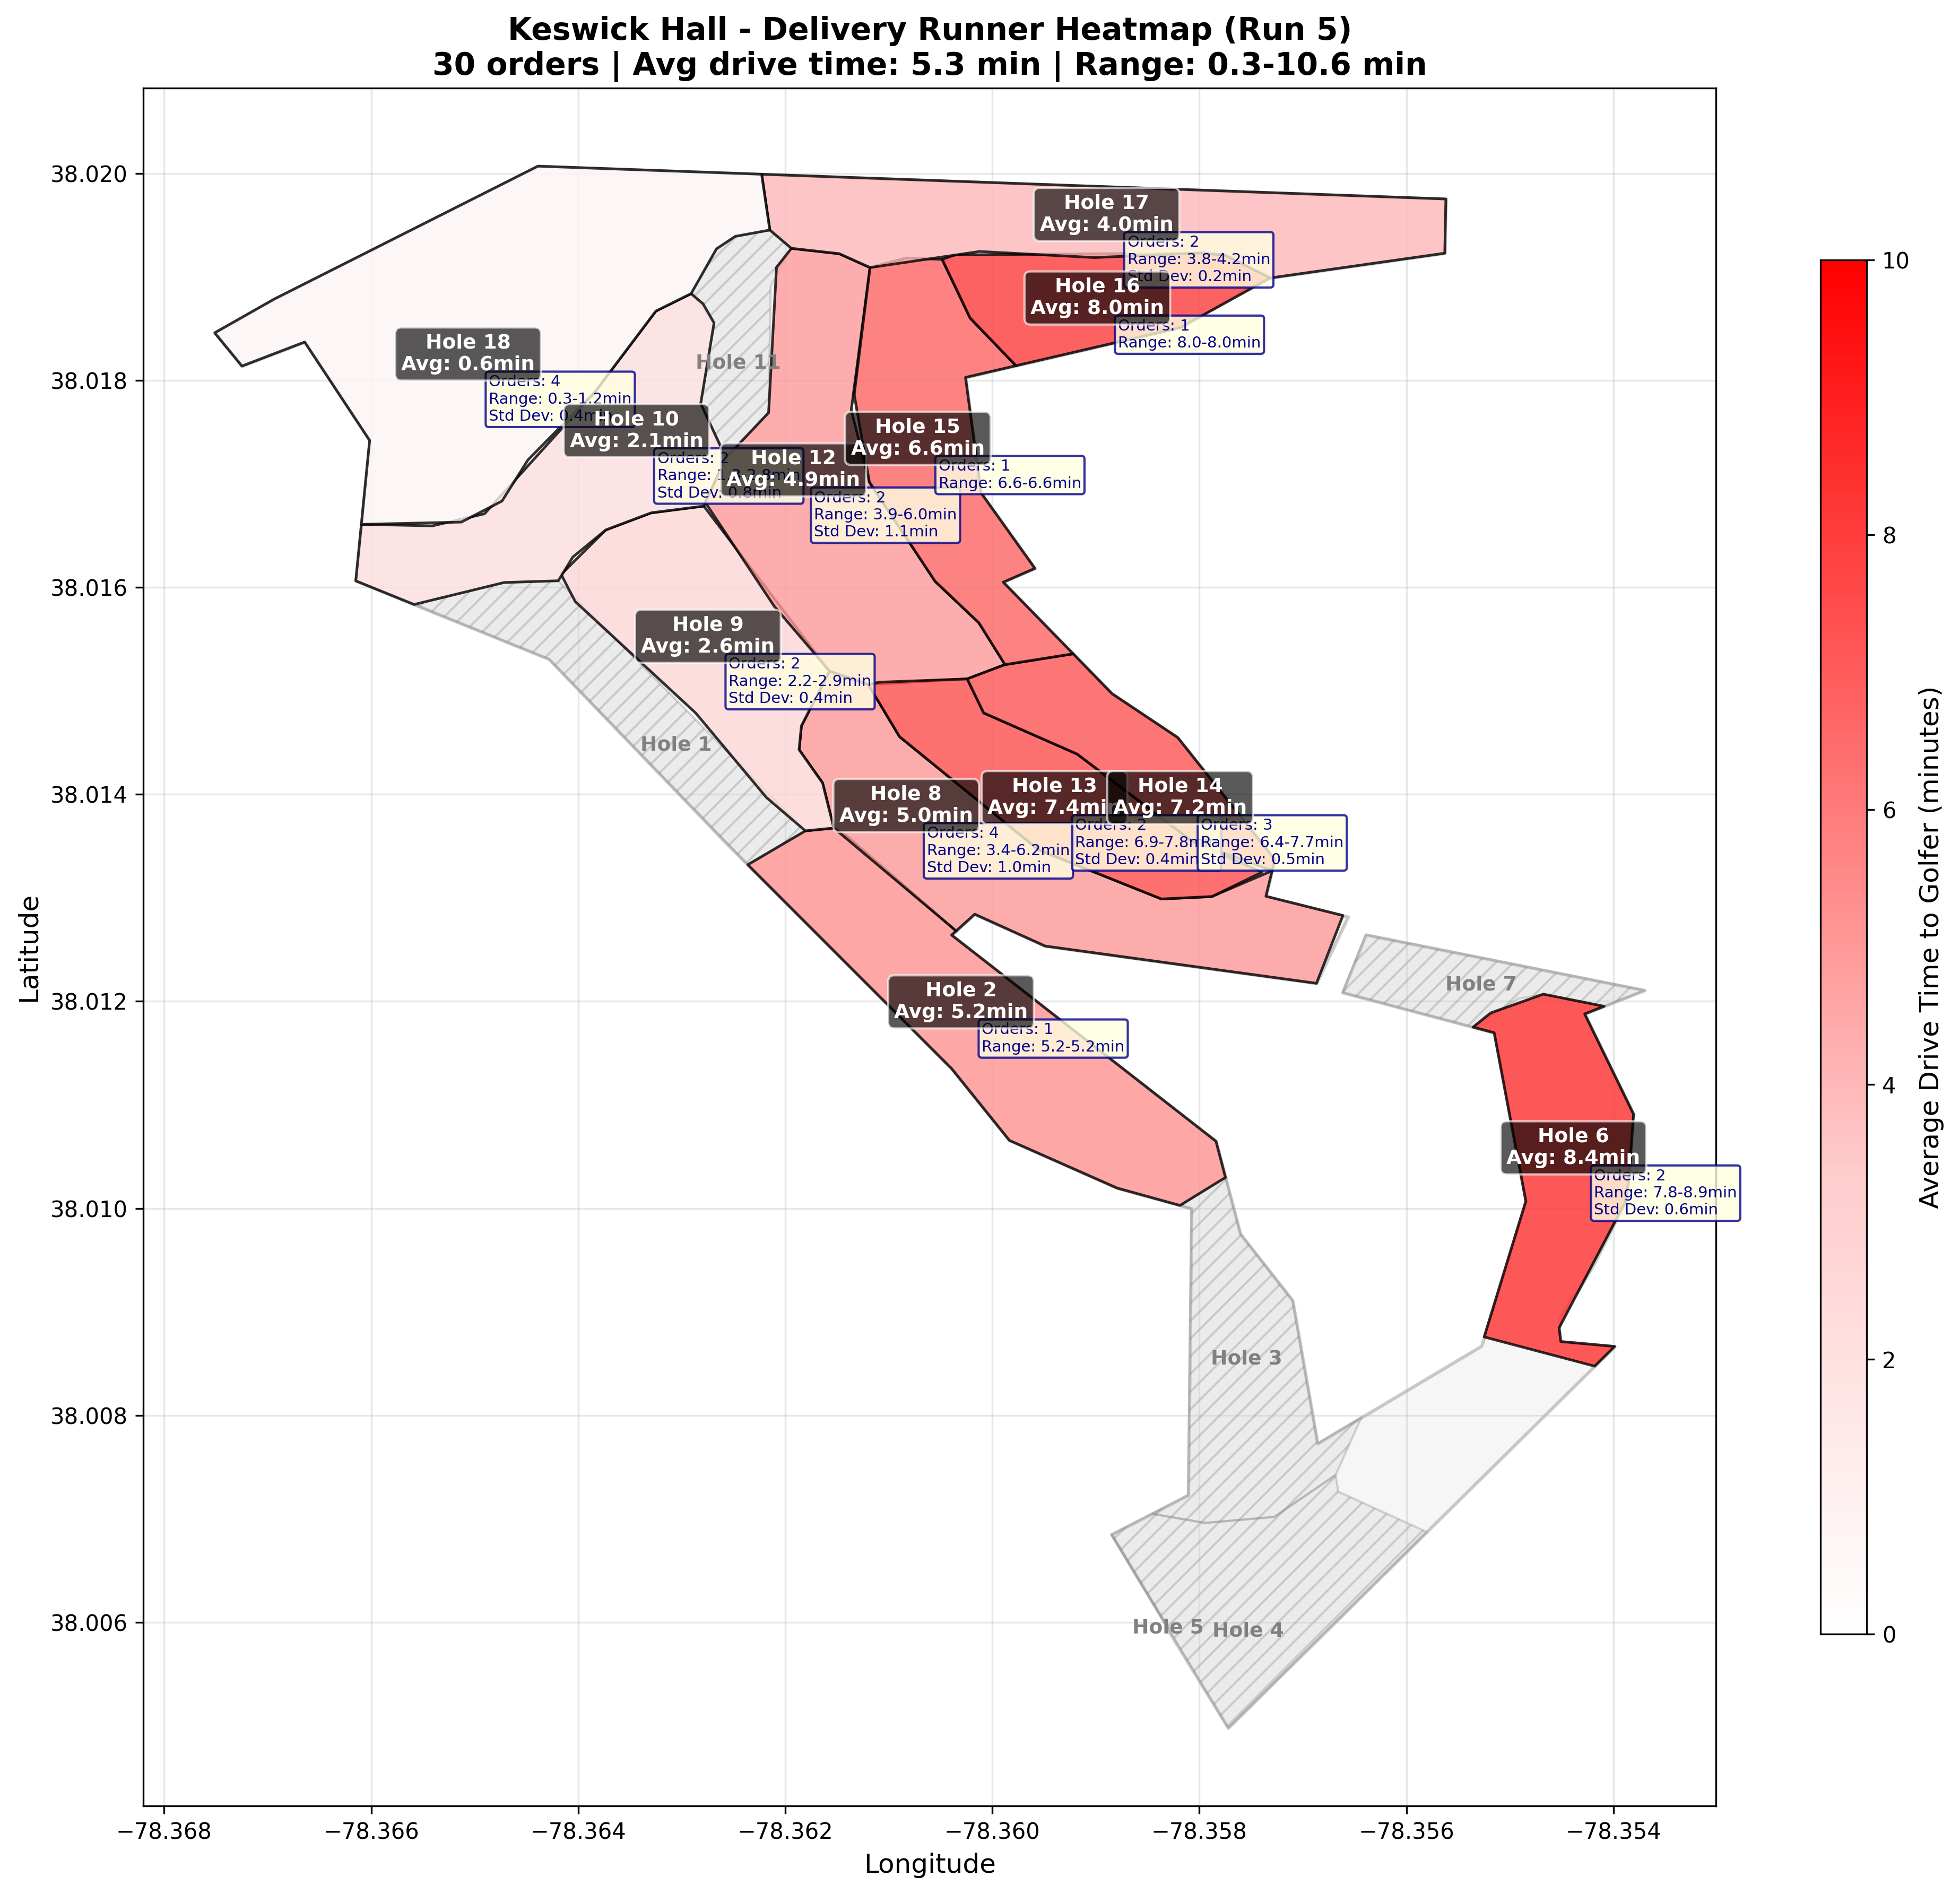 Keswick Hall - Delivery Runner Heatmap (Run 5)
30 orders | Avg drive time: 5.3 min | Range: 0.3-10.6 min
Hole 17
Avg: 4.0min
Orders: 2
Range: 3.8-4.2min
Std Dev: 0.2min
Hole 16
Avg: 8.0min
Orders: 1
Range: 8.0-8.0min
Hole 18
Avg: 0.6min
Orders: 4
Range: 0.3-1.2min
Std Dev: 0.4min
Hole 11
Hole 10
Avg: 2.1min
Orders: 2
Range:
Std Dev: 0.8min
Hole 12
Avg: 4.9min
Orders: 2
Range: 3.9-6.0min
Std Dev: 1.1min
Hole 15
Avg: 6.6min
Orders: 1
Range: 6.6-6.6min
Hole 9
Avg: 2.6min
Orders: 2
Range: 2.2-2.9min
Std Dev: 0.4min
Hole 1
Hole 8
Avg: 5.0min
Orders: 4
Range: 3.4-6.2min
Std Dev: 1.0min
Hole 13
Avg: 7.4min
Orders: 2
Range: 6.9-7.8m
Std Dev: 0.4min
Hole 14
Avg: 7.2min
Orders: 3
Range: 6.4-7.7min
Std Dev: 0.5min
Hole 2
Avg: 5.2min
Orders: 1
Range: 5.2-5.2min
Hole 7
Hole 6
Avg: 8.4min
Orders: 2
Range: 7.8-8.9min
Std Dev: 0.6min
Hole 3
Hole 5
Hole 4
38.020
38.018
38.016
38.014
38.012
38.010
38.008
38.006
Latitude
−78.368
−78.366
−78.364
−78.362
−78.360
−78.358
−78.356
−78.354
Longitude
10
8
6
4
2
0
Average Drive Time to Golfer (minutes)